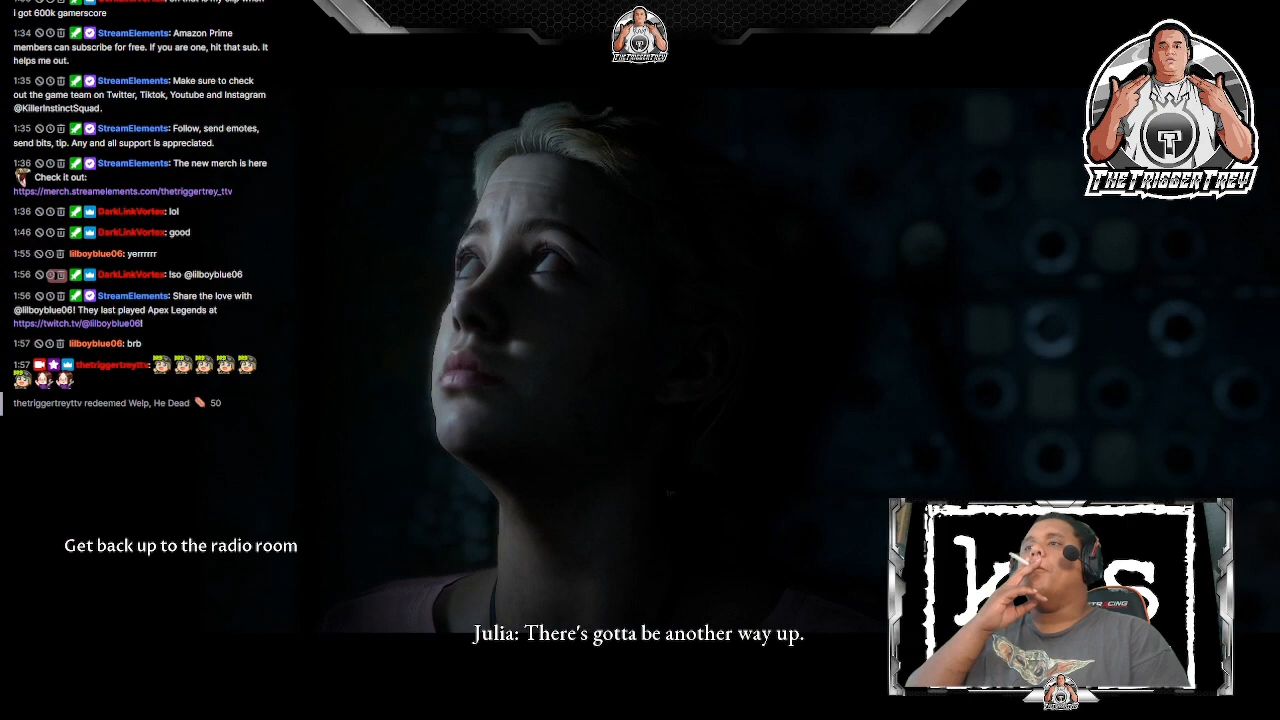 i got 600k gamerscore
1:34 StreamElements: Amazon Prime
members can subscribe for free. If you are one, hit that sub. It
helps me out.
1:35 StreamElements: Make sure to check
out the game team on Twitter, Tiktok, Youtube and Instagram
@KillerInstinctSquad.
1:35 StreamElements: Follow, send emotes,
send bits, tip. Any and all support is appreciated.
1:36 StreamElements: The new merch is here
Check it out:
https://merch.streamelements.com/thetriggertrey_ttv
1:36 DarkLinkVortex: lol
1:46 DarkLinkVortex: good
1:55 lilboyblue06: yerrrrrr
1:56 DarkLinkVortex: !so @lilboyblue06
1:56 StreamElements: Share the love with
@lilboyblue06! They last played Apex Legends at
https://twitch.tv/@lilboyblue06!
1:57 lilboyblue06: brb
1:57 thetriggertreyttv:
thetriggertreyttv redeemed Welp, He Dead 50
Get back up to the radio room
Julia: There's gotta be another way up.
THETRIGGERTREY
T
THETRIGGERTREY